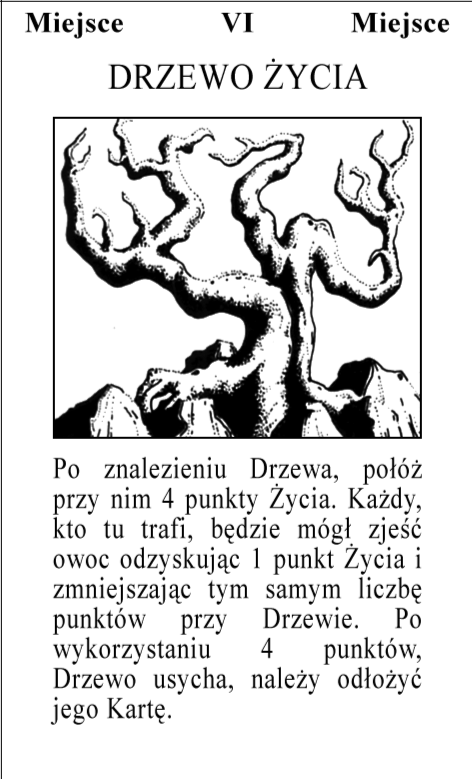 Miejsce VI Miejsce
DRZEWO ŻYCIA
Po znalezieniu Drzewa, połóż
przy nim 4 punkty Życia. Każdy,
kto tu trafi, będzie mógł zjeść
owoc odzyskując 1 punkt Życia i
zmniejszając tym samym liczbę
punktów przy Drzewie. Po
wykorzystaniu 4 punktów,
Drzewo usycha, należy odłożyć
jego Kartę.